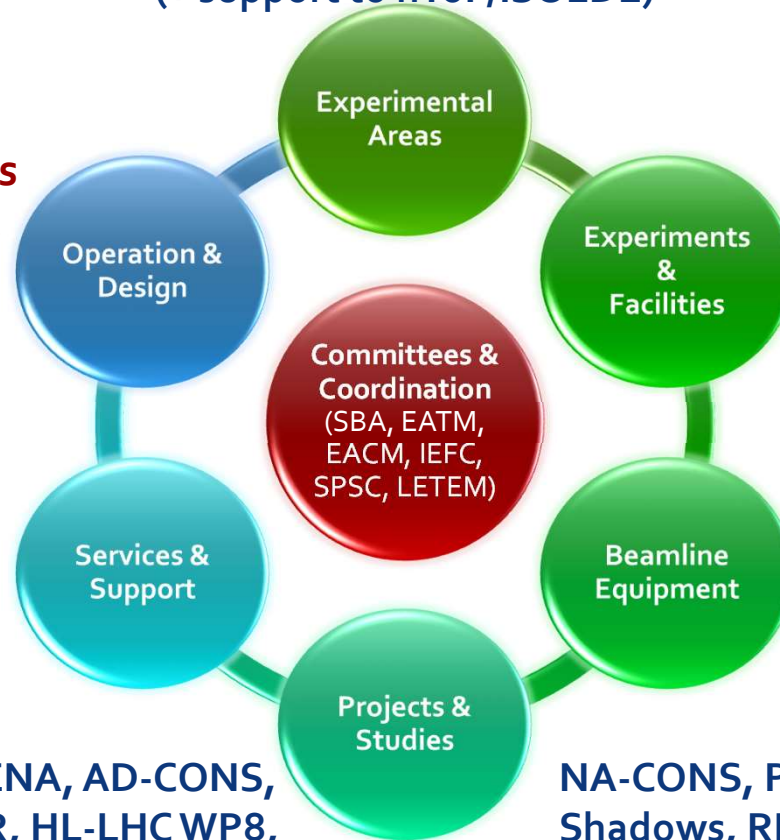 Experimental
Areas
s
Operation &
Design
Experiments
&
Facilities
Committees &
Coordination
(SBA, EATM,
EACM, IEFC,
SPSC, LETEM)
Services &
Support
Beamline
Equipment
Projects &
Studies
ENA, AD-CONS,
R, HL-LHC WP8,
NA-CONS, P
Shadows, R